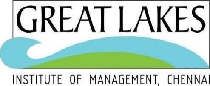 GREAT LAKES
INSTITUTE OF MANAGEMENT, CHENNAI